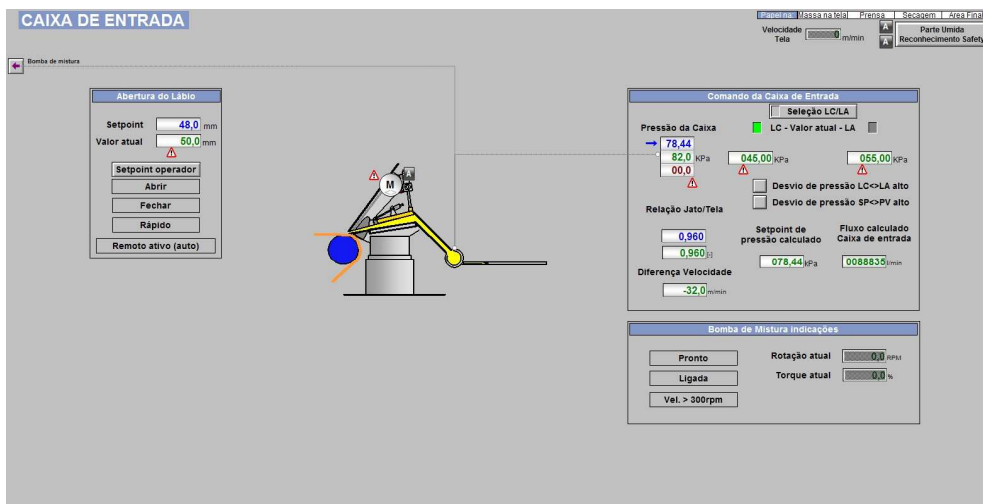 CAIXA DE ENTRADA
Papel na Massa na tela Prensa Secagem Area Final
Velocidade Tela 0 m/min
A
A
Parte Umida
Reconhecimento Safety
Bomba de mistura
Abertura do Lábio
Setpoint 48,0 mm
Valor atual 50,0 mm
Setpoint operador
Abrir
Fechar
Rápido
Remoto ativo (auto)
M
A
Comando da Caixa de Entrada
Seleção LC/LA
Pressão da Caixa
LC - Valor atual - LA
78,44
82,0 KPa
00,0
045,00 KPa
055,00 KPa
Desvio de pressão LC<>LA alto
Desvio de pressão SP<>PV alto
Relação Jato/Tela
0,960
0,960 [-]
Setpoint de
pressão calculado
078,44 kPa
Fluxo calculado
Caixa de entrada
0088835 l/min
Diferença Velocidade
-32,0 m/min
Bomba de Mistura indicações
Pronto
Rotação atual 0,0 RPM
Ligada
Torque atual 0,0 %
Vel. > 300rpm